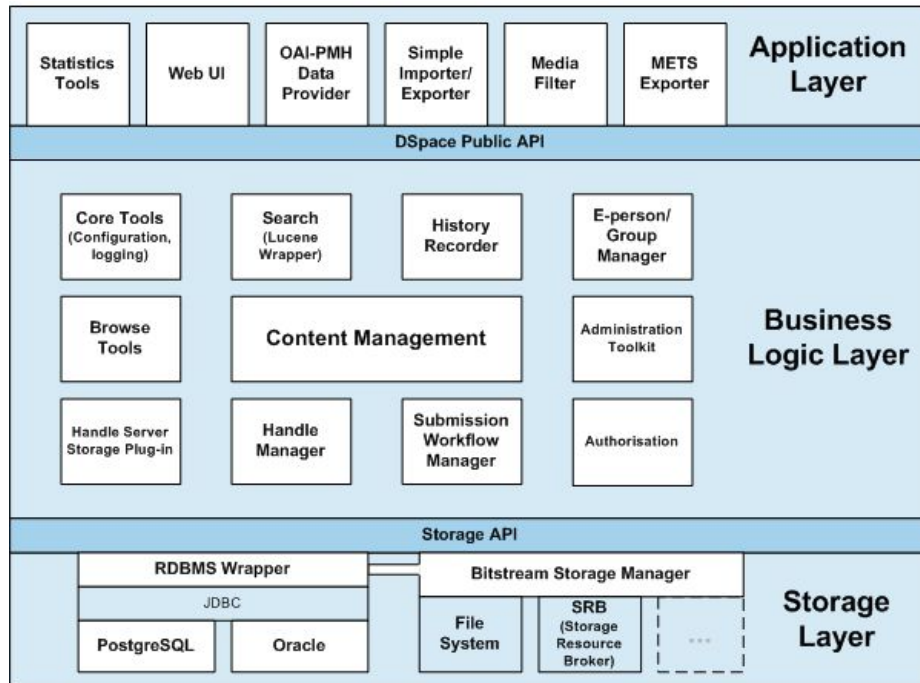 Statistics
Tools
Web UI
OAI-PMH
Data
Provider
Simple
Importer/
Exporter
Media
Filter
METS
Exporter
Application
Layer
DSpace Public API
Core Tools
(Configuration,
logging)
Search
(Lucene
Wrapper)
History
Recorder
E-person/
Group
Manager
Browse
Tools
Content Management
Administration
Toolkit
Business
Logic Layer
Handle Server
Storage Plug-in
Handle
Manager
Submission
Workflow
Manager
Authorisation
Storage API
RDBMS Wrapper
JDBC
PostgreSQL
Oracle
Bitstream Storage Manager
File
System
SRB
(Storage
Resource
Broker)
...
Storage
Layer